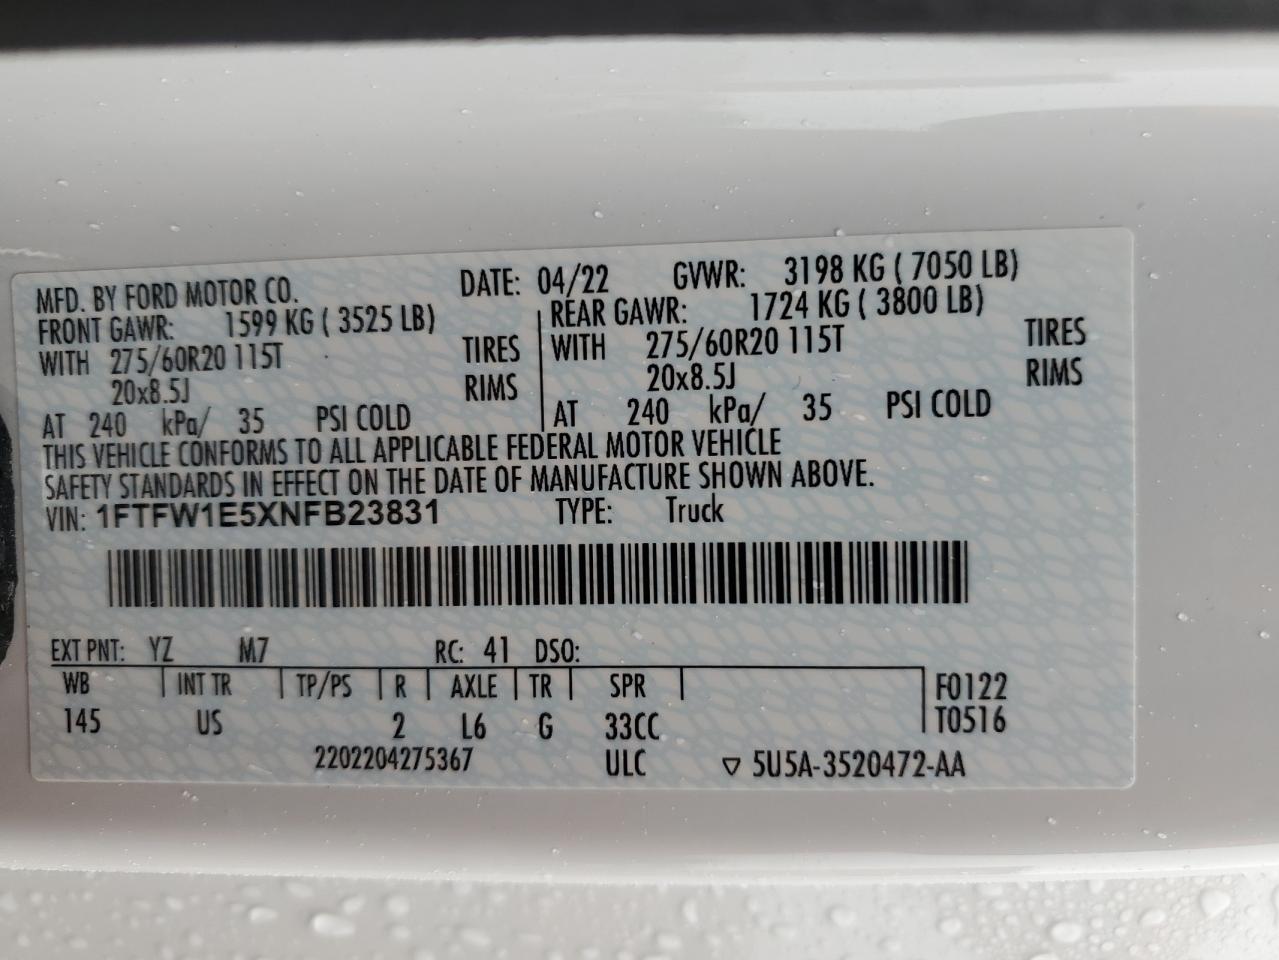 MFD. BY FORD MOTOR CO. DATE: 04/22 GVWR: 3198 KG ( 7050 LB)
FRONT GAWR: 1599 KG ( 3525 LB) REAR GAWR: 1724 KG ( 3800 LB)
WITH 275/60R20 115T TIRES WITH 275/60R20 115T TIRES
20x8.5J RIMS 20x8.5J RIMS
AT 240 kPa/ 35 PSI COLD AT 240 kPa/ 35 PSI COLD
THIS VEHICLE CONFORMS TO ALL APPLICABLE FEDERAL MOTOR VEHICLE
SAFETY STANDARDS IN EFFECT ON THE DATE OF MANUFACTURE SHOWN ABOVE.
VIN: 1FTFW1E5XNFB23831 TYPE: Truck
EXT PNT: YZ M7 RC: 41 DSO:
WB INT TR TP/PS R AXLE TR SPR F0122
145 US 2 L6 G 33CC T0516
2202204275367 ULC ▽ 5U5A-3520472-AA